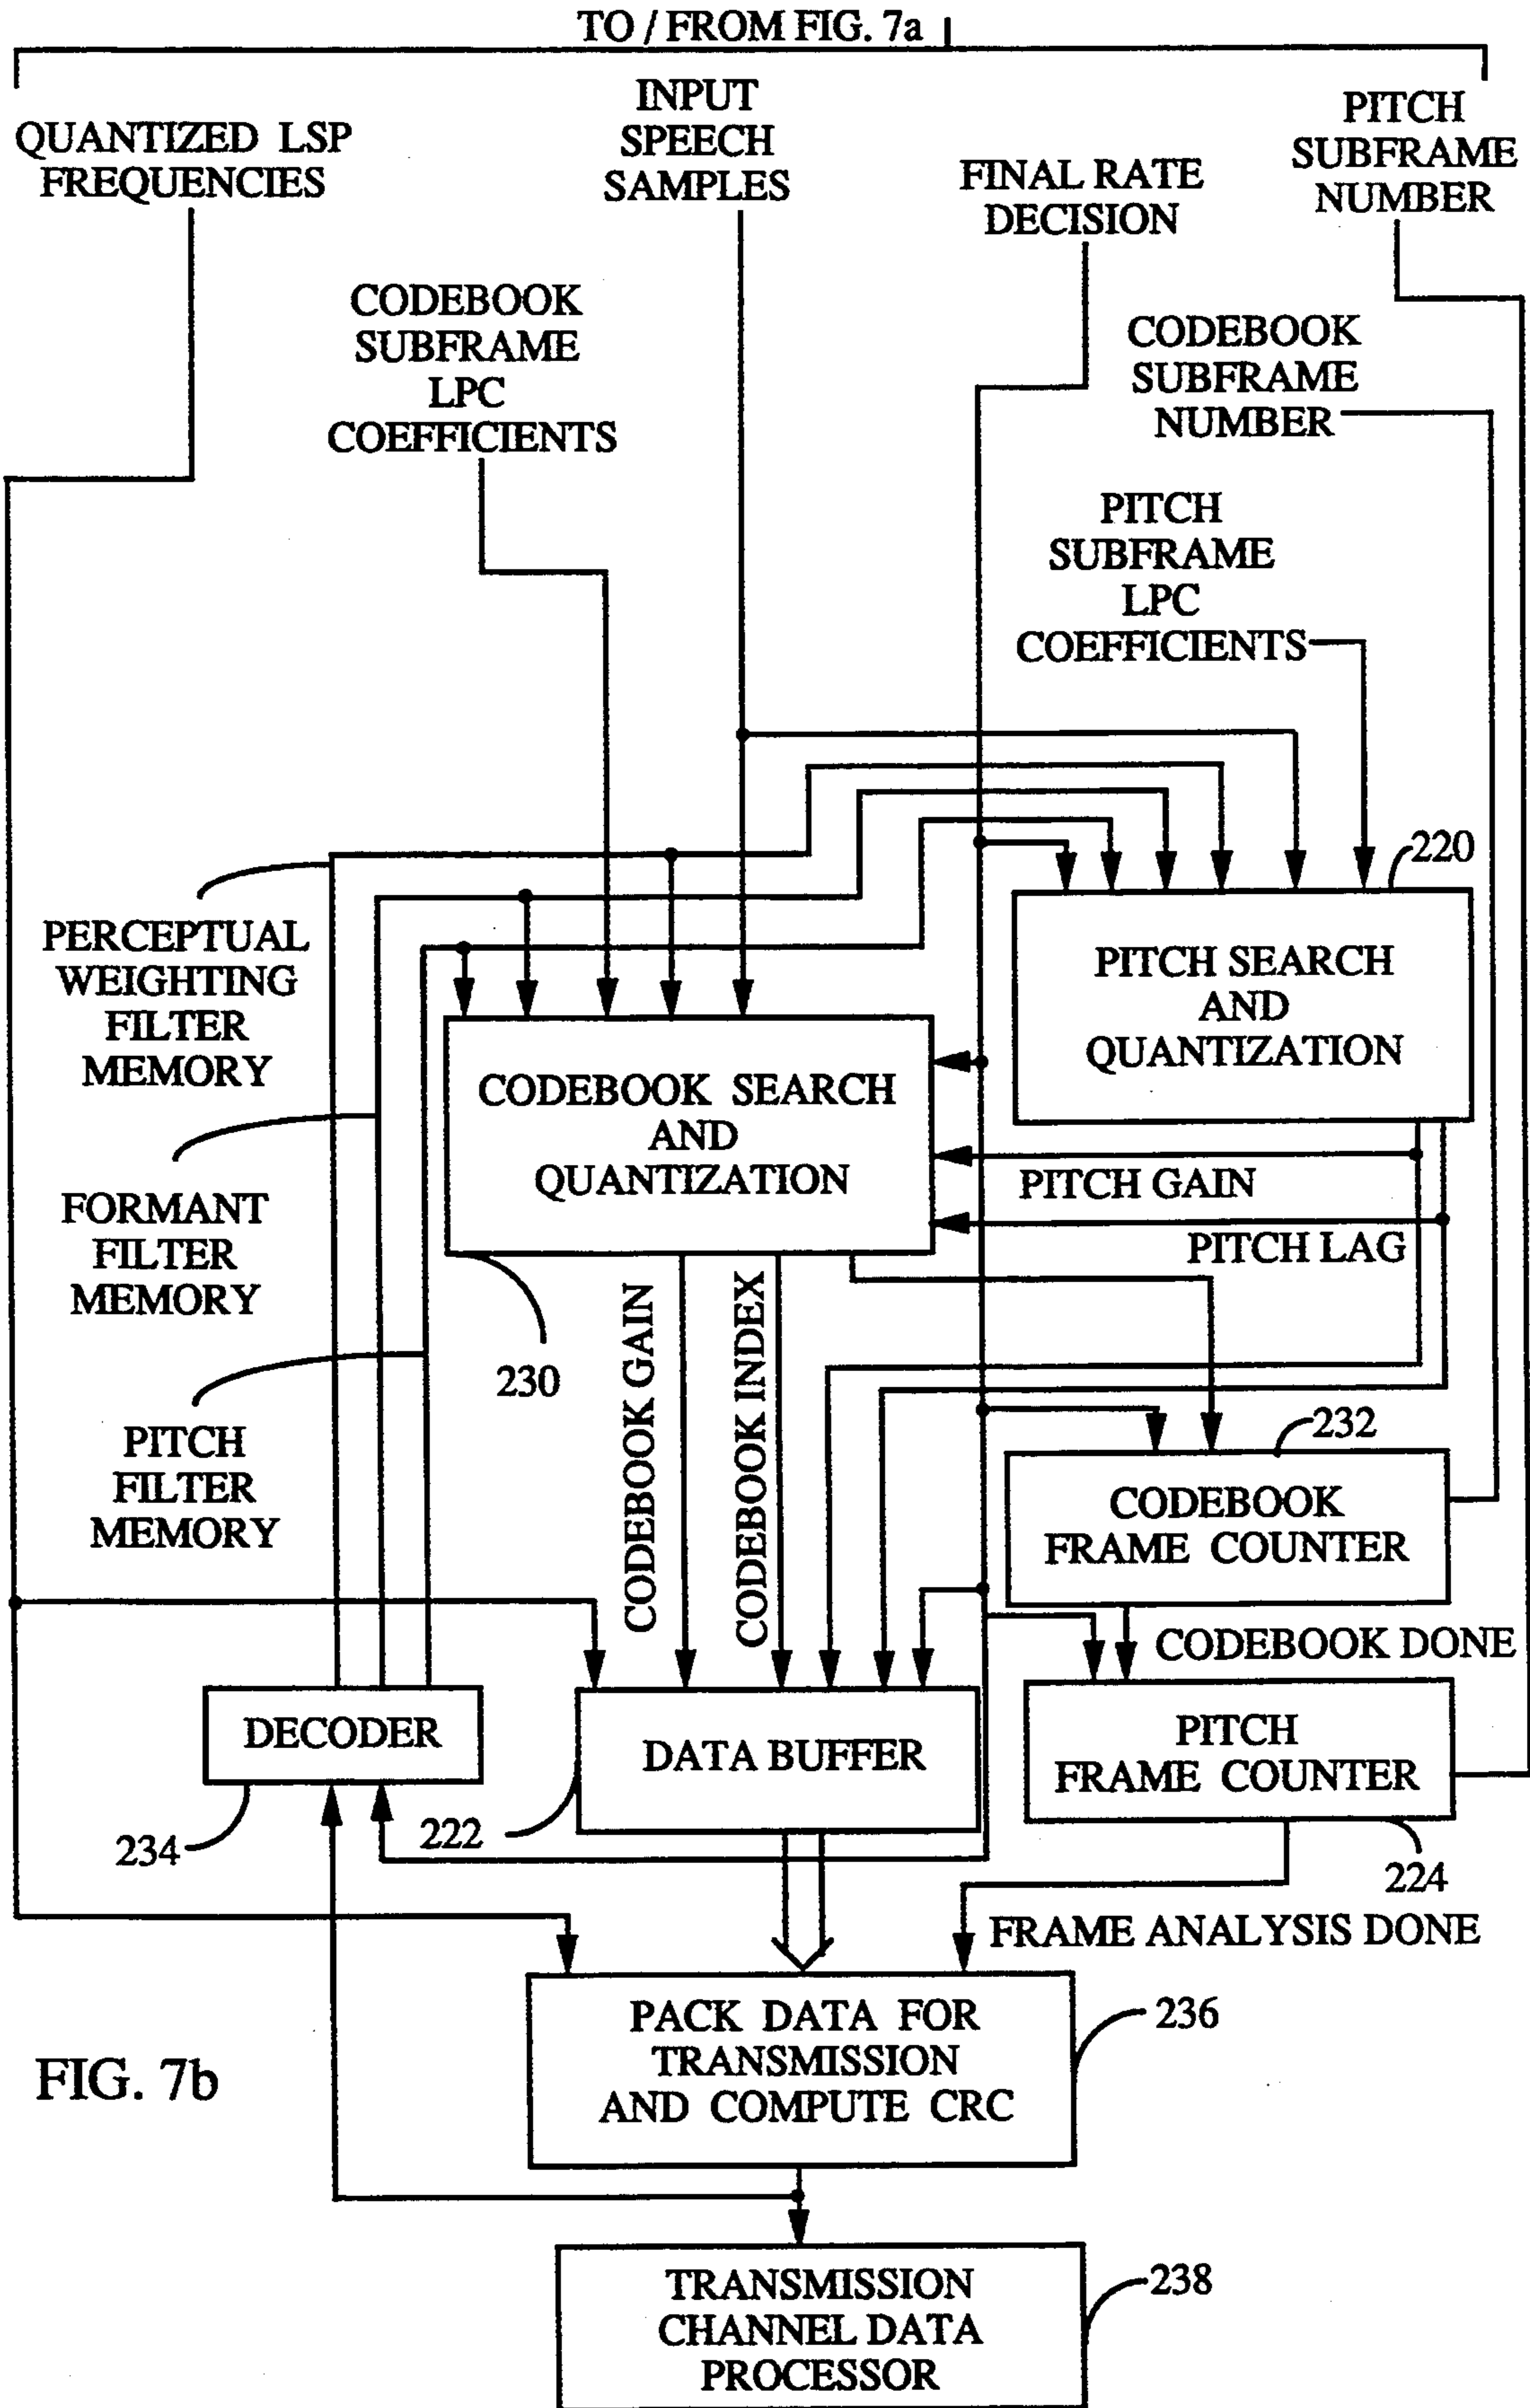 TO / FROM FIG. 7a
QUANTIZED LSP
FREQUENCIES
INPUT
SPEECH
SAMPLES
FINAL RATE
DECISION
PITCH
SUBFRAME
NUMBER
CODEBOOK
SUBFRAME
LPC
COEFFICIENTS
CODEBOOK
SUBFRAME
NUMBER
PITCH
SUBFRAME
LPC
COEFFICIENTS
220
PERCEPTUAL
WEIGHTING
FILTER
MEMORY
PITCH SEARCH
AND
QUANTIZATION
CODEBOOK SEARCH
AND
QUANTIZATION
PITCH GAIN
PITCH LAG
FORMANT
FILTER
MEMORY
230
CODEBOOK GAIN
CODEBOOK INDEX
PITCH
FILTER
MEMORY
232
CODEBOOK
FRAME COUNTER
CODEBOOK DONE
DECODER
DATA BUFFER
PITCH
FRAME COUNTER
234
222
224
FRAME ANALYSIS DONE
PACK DATA FOR
TRANSMISSION
AND COMPUTE CRC
236
FIG. 7b
TRANSMISSION
CHANNEL DATA
PROCESSOR
238